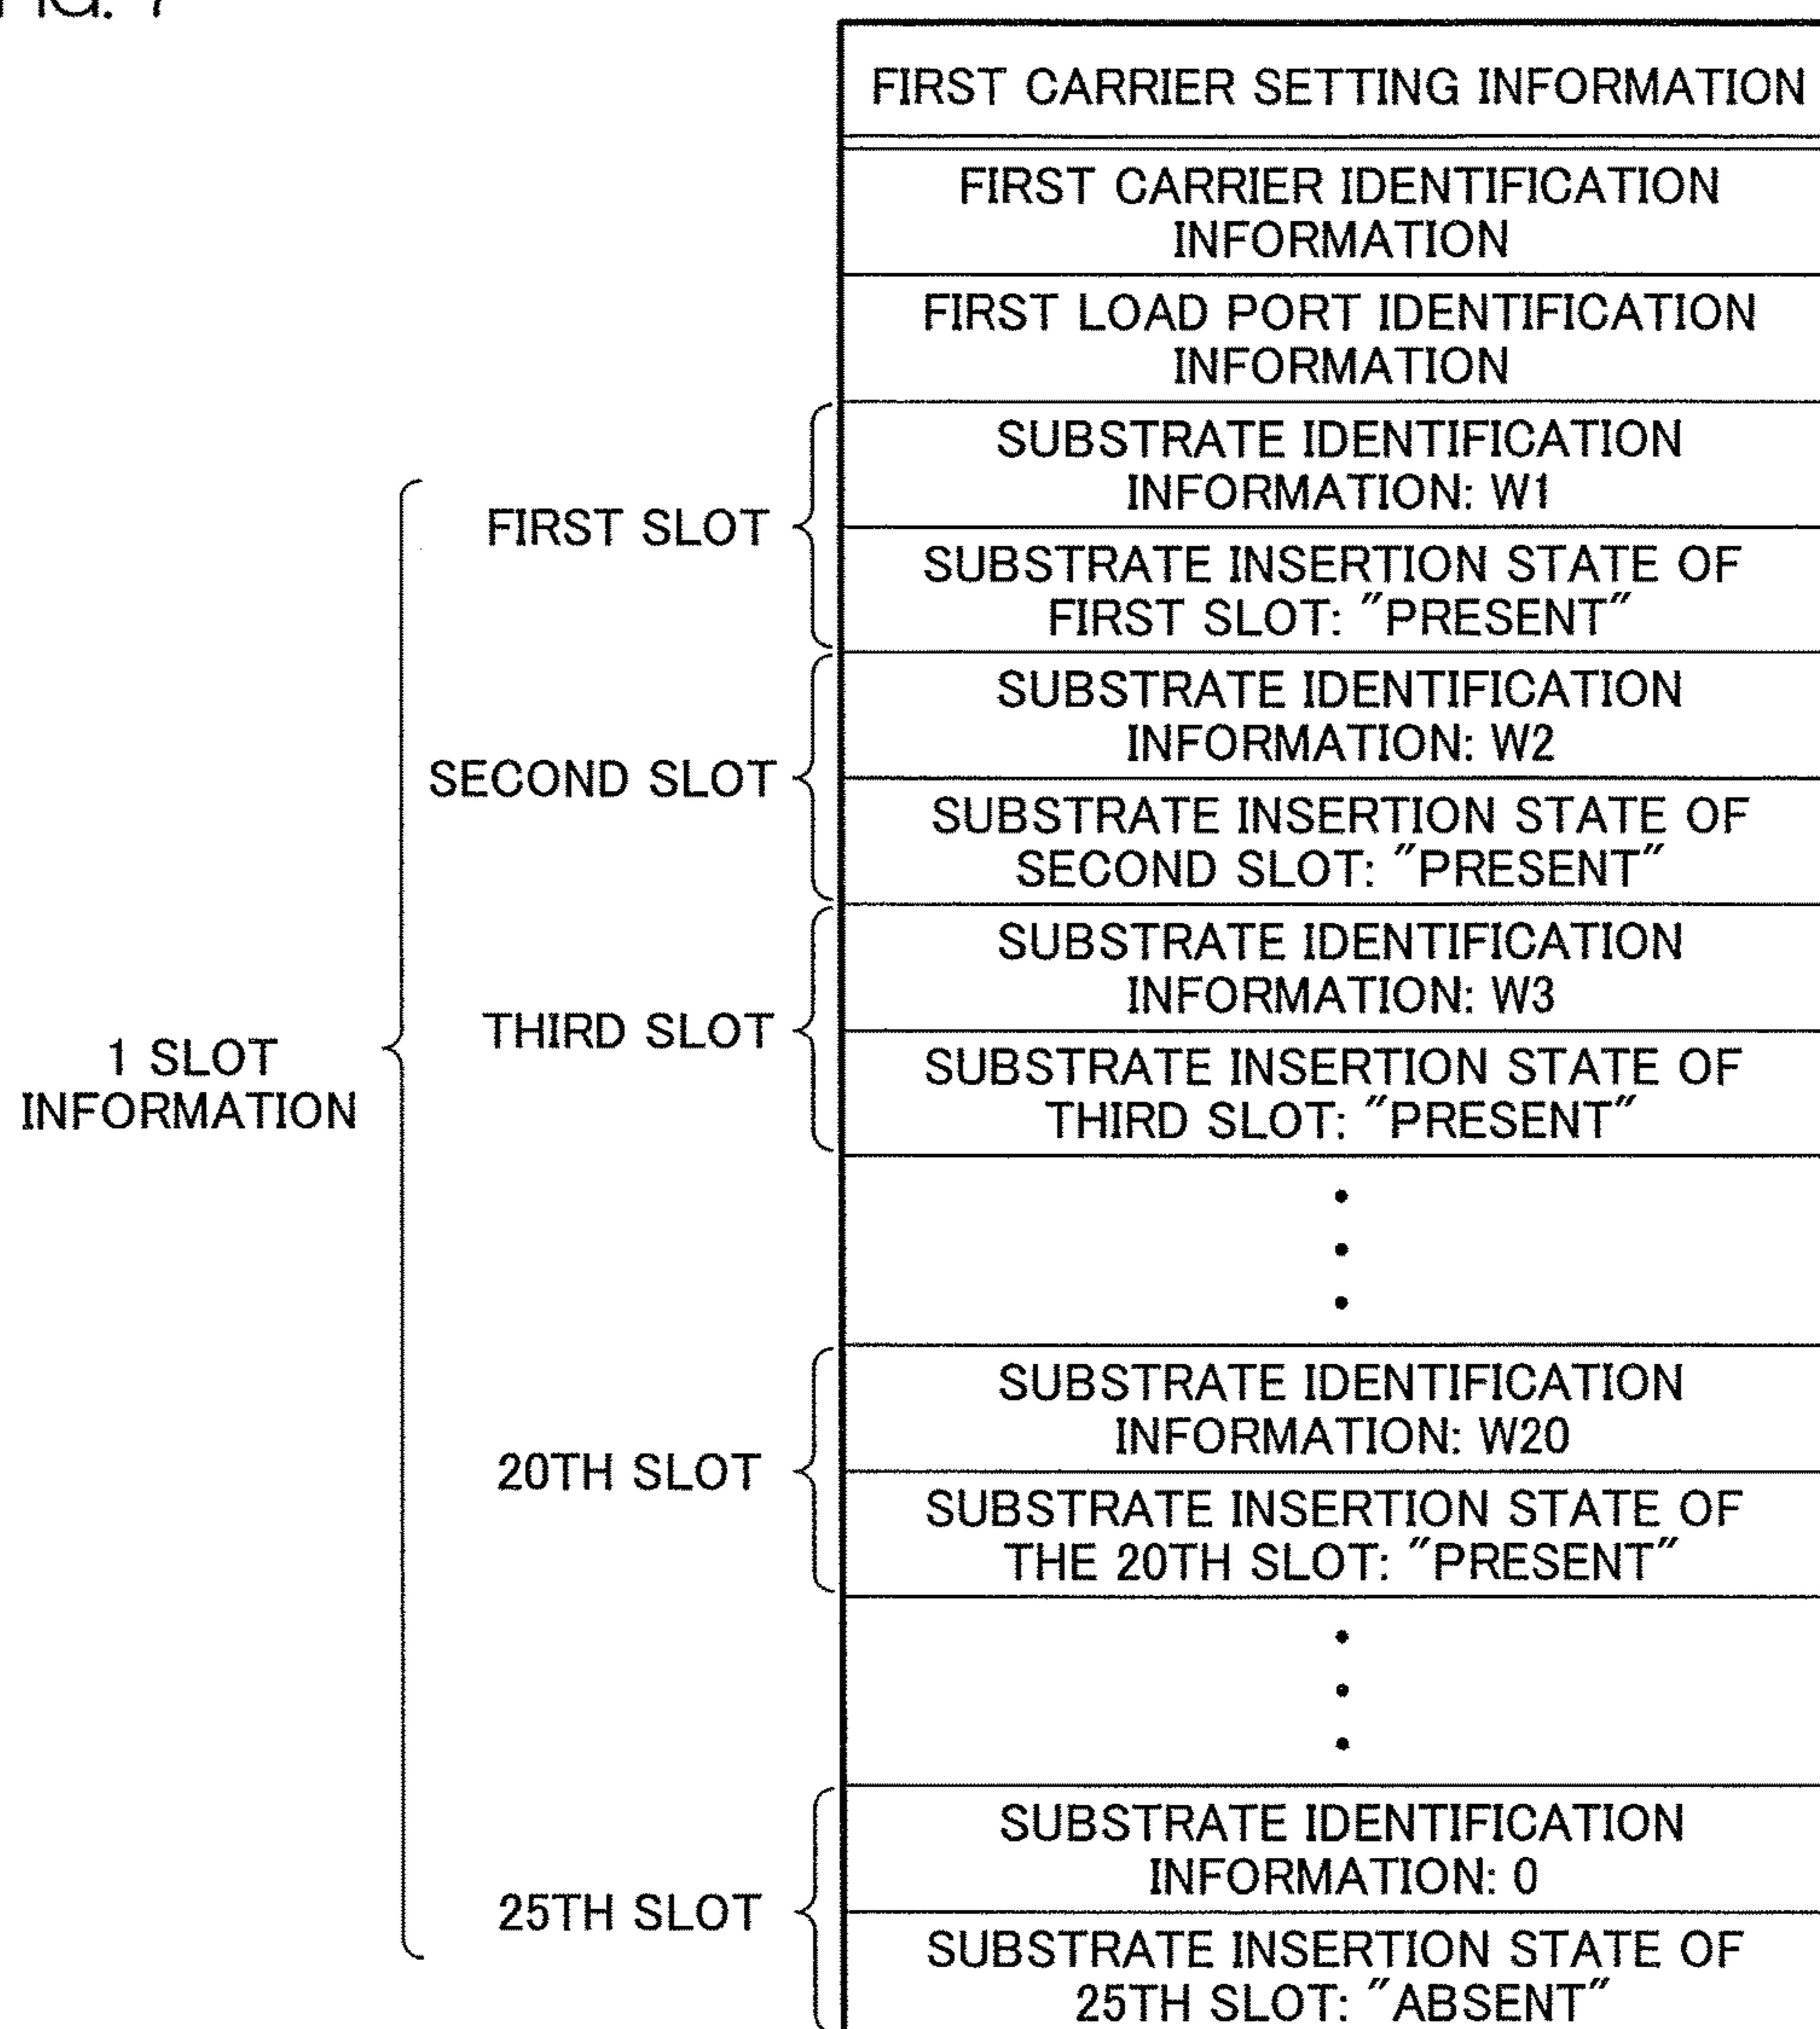 FIG. 7
FIRST CARRIER SETTING INFORMATION
FIRST CARRIER IDENTIFICATION
INFORMATION
FIRST LOAD PORT IDENTIFICATION
INFORMATION
1 SLOT
INFORMATION
FIRST SLOT
SUBSTRATE IDENTIFICATION
INFORMATION: W1
SUBSTRATE INSERTION STATE OF
FIRST SLOT: "PRESENT"
SECOND SLOT
SUBSTRATE IDENTIFICATION
INFORMATION: W2
SUBSTRATE INSERTION STATE OF
SECOND SLOT: "PRESENT"
THIRD SLOT
SUBSTRATE IDENTIFICATION
INFORMATION: W3
SUBSTRATE INSERTION STATE OF
THIRD SLOT: "PRESENT"
20TH SLOT
SUBSTRATE IDENTIFICATION
INFORMATION: W20
SUBSTRATE INSERTION STATE OF
THE 20TH SLOT: "PRESENT"
25TH SLOT
SUBSTRATE IDENTIFICATION
INFORMATION: 0
SUBSTRATE INSERTION STATE OF
25TH SLOT: "ABSENT"